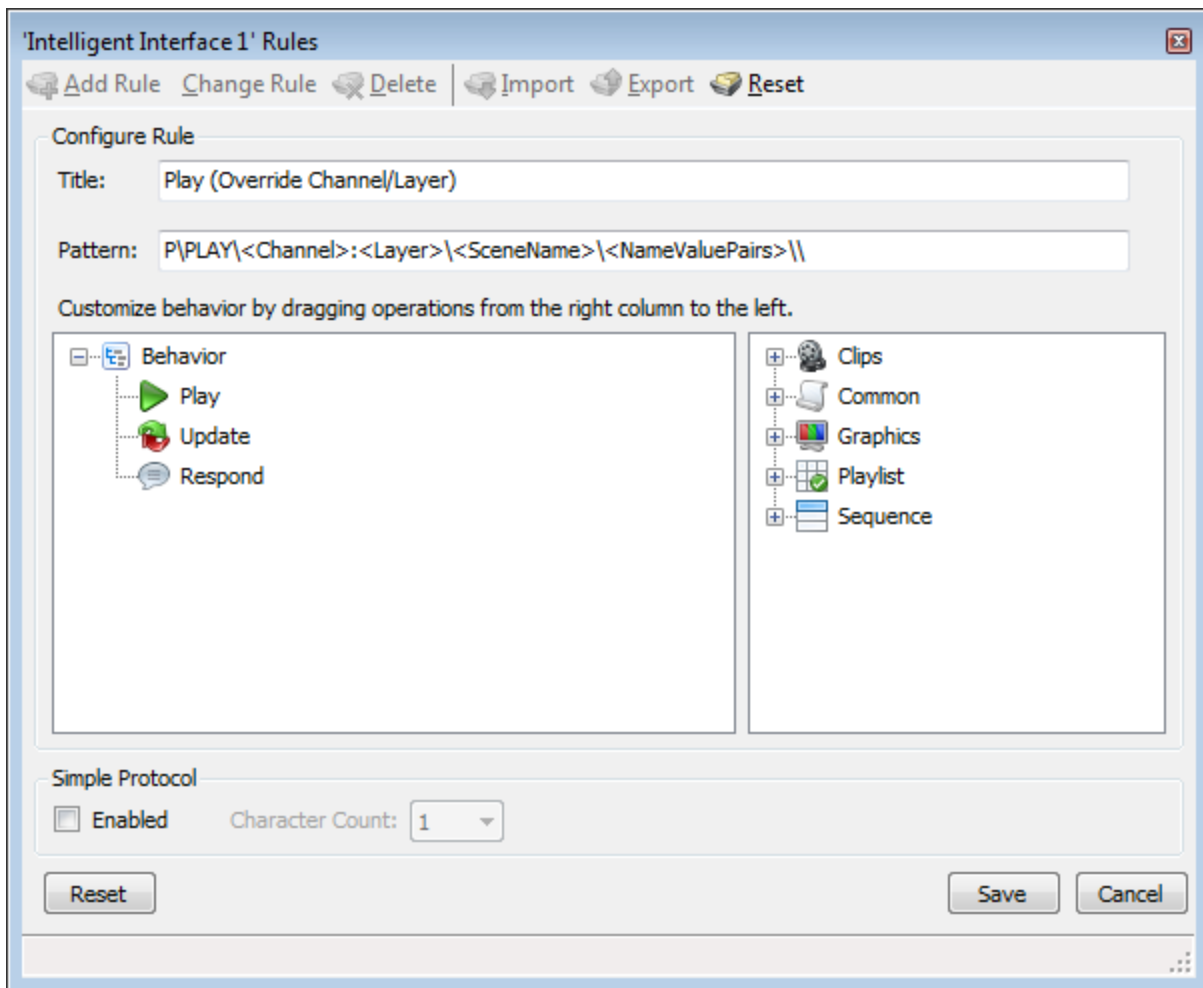 'Intelligent Interface 1' Rules
Add Rule Change Rule Delete Import Export Reset
Configure Rule
Title: Play (Override Channel/Layer)
Pattern: P\PLAY\<Channel>:<Layer>\<SceneName>\<NameValuePairs>\\
Customize behavior by dragging operations from the right column to the left.
Behavior
Play
Update
Respond
Clips
Common
Graphics
Playlist
Sequence
Simple Protocol
Enabled Character Count: 1
Reset Save Cancel